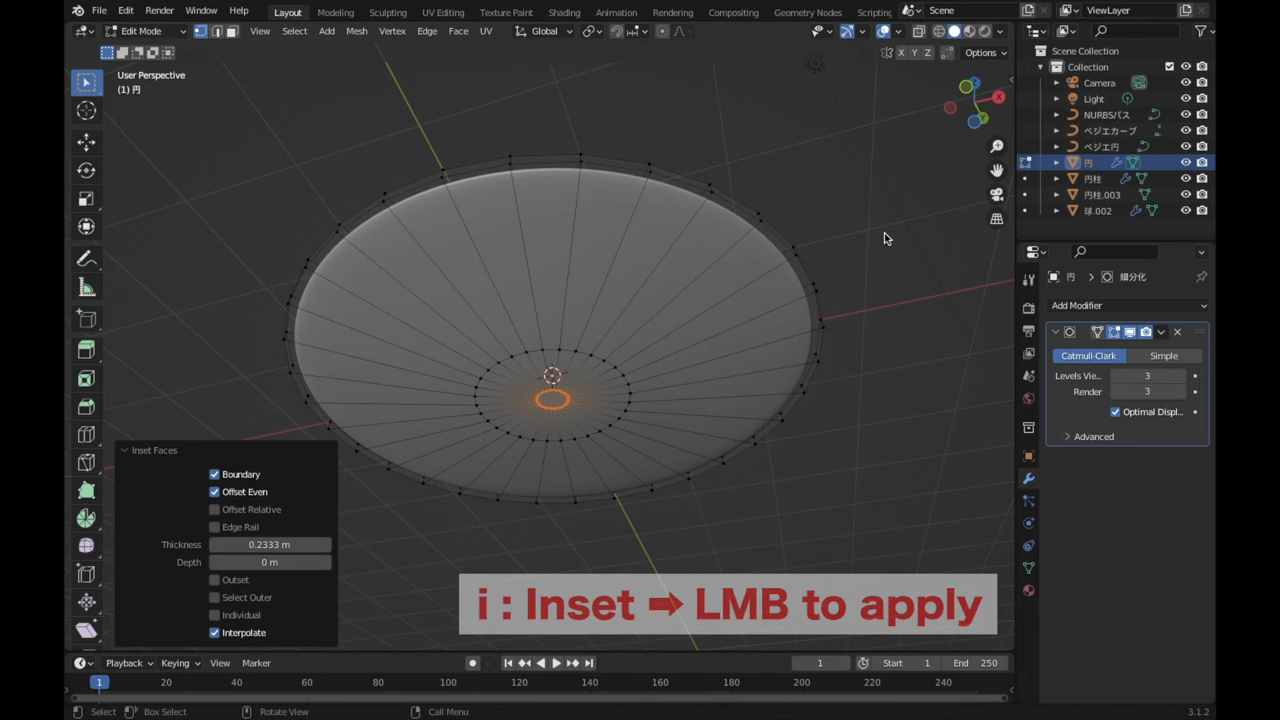 File Edit Render Window Help Layout Modeling Sculpting UV Editing Texture Paint Shading Animation Rendering Compositing Geometry Nodes Scripting Scene ViewLayer
Edit Mode View Select Add Mesh Vertex Edge Face UV Global
X Y Z Options
User Perspective
(1) 円
X
Y
Scene Collection
Collection
Camera
Light
NURBSパス
ベジエカーブ
ベジエ円
円
円柱
円柱.003
球.002
円 細分化
Add Modifier
Catmull-Clark Simple
Levels Vie... 3
Render 3
Optimal Displ...
Advanced
Inset Faces
Boundary
Offset Even
Offset Relative
Edge Rail
Thickness 0.2333 m
Depth 0 m
Outset
Select Outer
Individual
Interpolate
i : Inset ➡ LMB to apply
Playback Keying View Marker 1 Start 1 End 250
1 20 40 60 80 100 120 140 160 180 200 220 240
Select Box Select Rotate View Call Menu 3.1.2